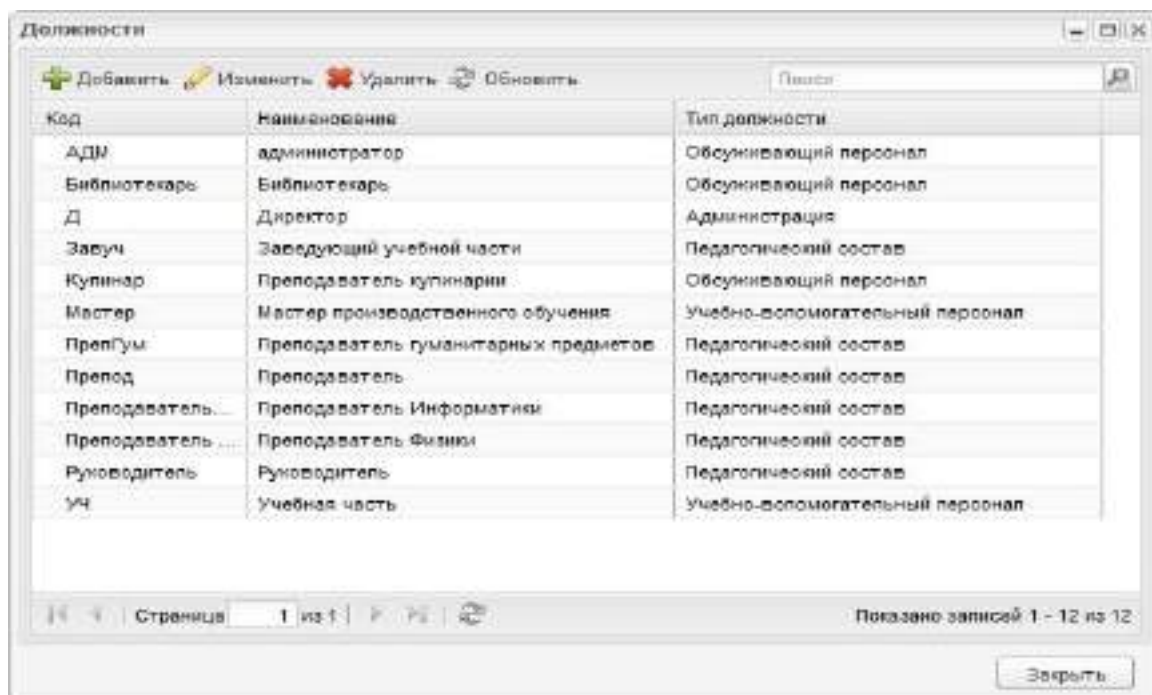 Должности
Добавить Изменить Удалить Обновить Поиск
Код Наименование Тип должности
АДМ администратор Обсуживающий персонал
Библиотекарь Библиотекарь Обсуживающий персонал
Д Директор Администрация
Завуч Заведующий учебной части Педагогический состав
Кулинар Преподаватель кулинарии Обсуживающий персонал
Мастер Мастер производственного обучения Учебно-вспомогательный персонал
ПрепГум Преподаватель гуманитарных предметов Педагогический состав
Препод Преподаватель Педагогический состав
Преподаватель... Преподаватель Информатики Педагогический состав
Преподаватель ... Преподаватель Физики Педагогический состав
Руководитель Руководитель Педагогический состав
УЧ Учебная часть Учебно-вспомогательный персонал
Страница 1 из 1 Показано записей 1 - 12 из 12
Закрыть